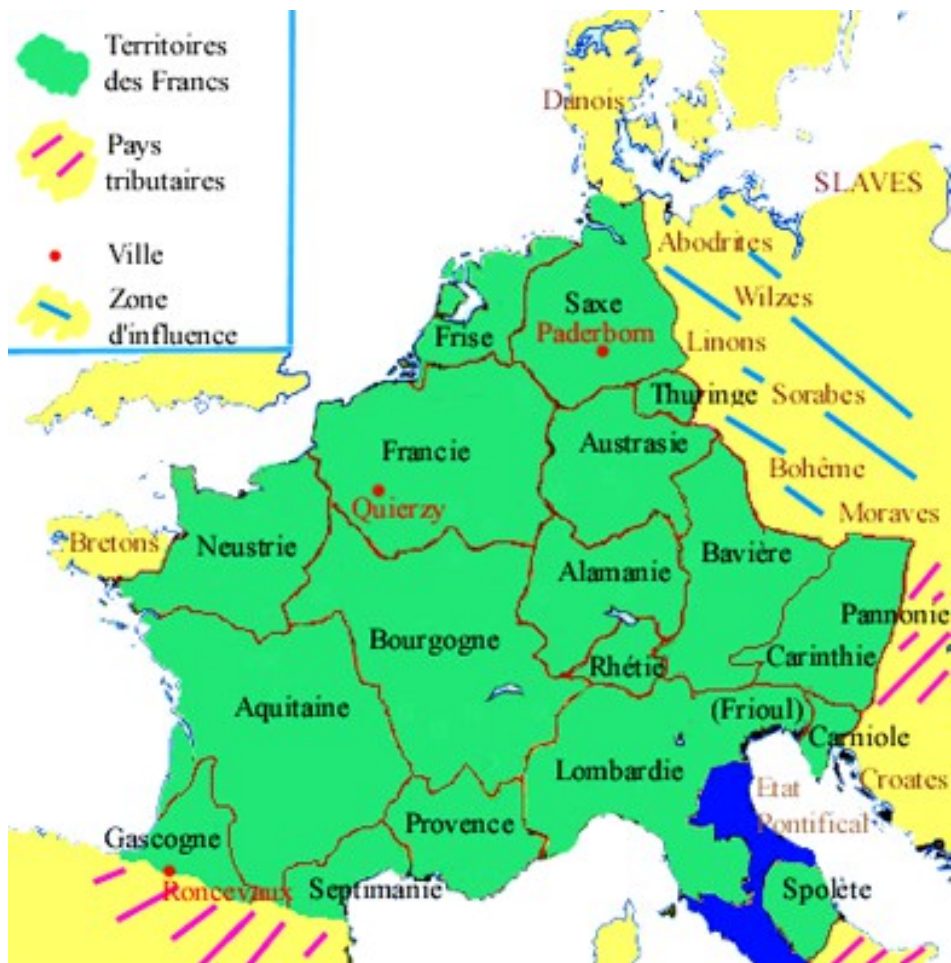 Territoires
des Francs
Pays
tributaires
Ville
Zone
d'influence
Danois
SLAVES
Abodrites
Wilzes
Saxe
Paderbom
Frise
Linons
Thuringe
Sorabes
Francie
Austrasie
Bohême
Quierzy
Moraves
Bretons
Neustrie
Bavière
Alamanie
Pannonie
Bourgogne
Rhétie
Carinthie
Aquitaine
(Frioul)
Carniole
Lombardie
Croates
Etat
Pontifical
Provence
Gascogne
Roncevaux
Septimanie
Spolète